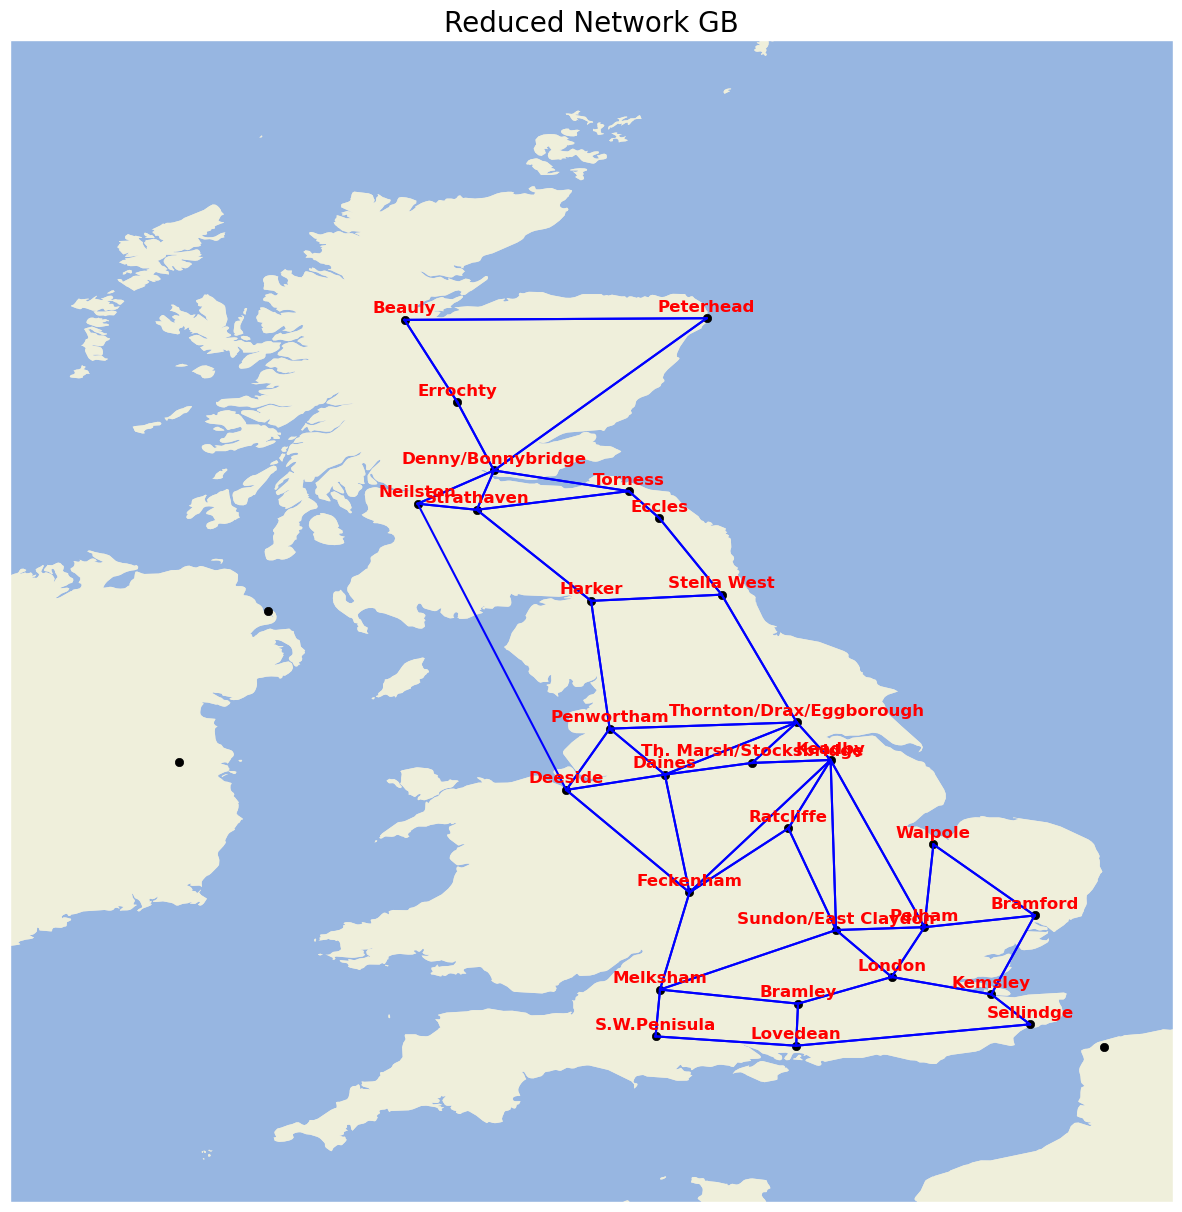 Reduced Network GB
Beauly
Peterhead
Errochty
Denny/Bonnybridge
Neilston
Strathaven
Torness
Eccles
Stella West
Harker
Thornton/Drax/Eggborough
Penwortham
Th. Marsh/Stocksbridge
Keadby
Daines
Deeside
Ratcliffe
Walpole
Feckenham
Bramford
Sundon/East Claydon
Pelham
London
Melksham
Kemsley
Bramley
Sellindge
S.W.Penisula
Lovedean